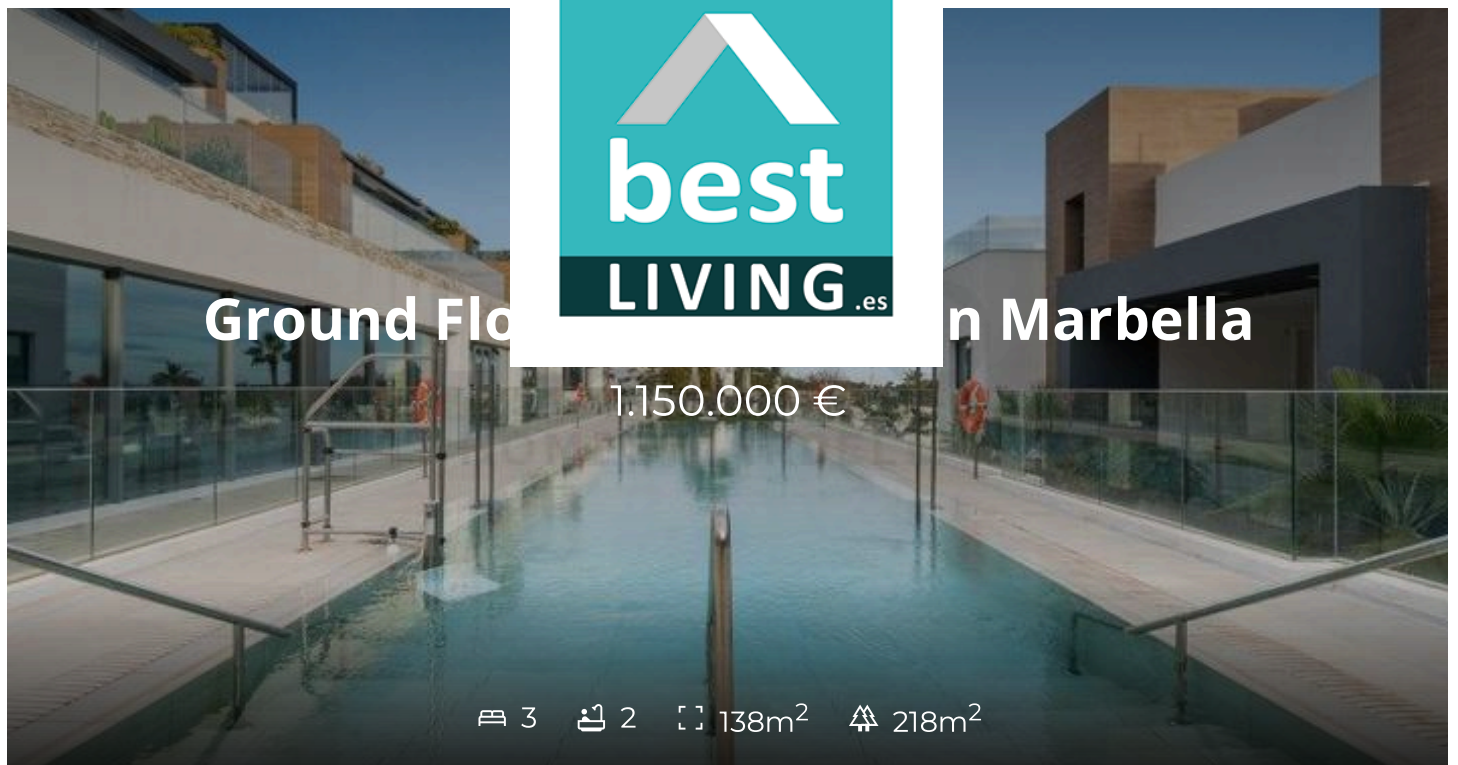 best
LIVING.es
Ground Flo n Marbella
1.150.000 €
3 2 138m² 218m²